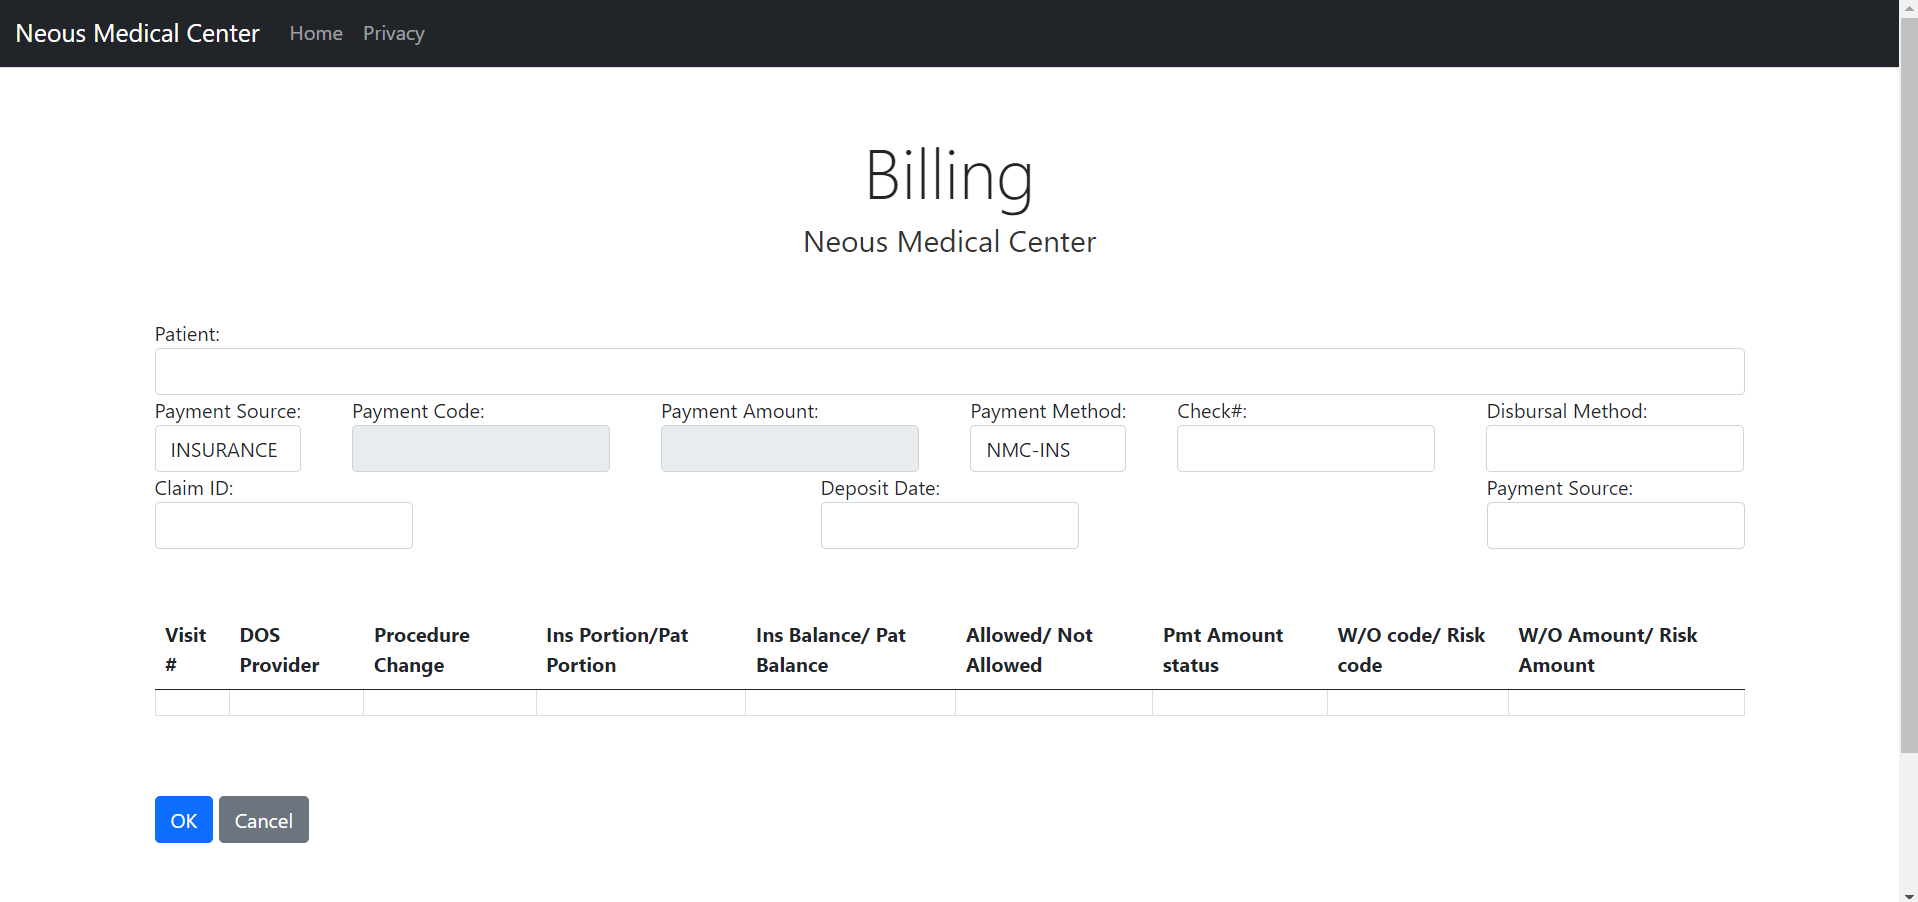 Neous Medical Center Home Privacy
Billing
Neous Medical Center
Patient:
Payment Source: Payment Code: Payment Amount: Payment Method: Check#: Disbursal Method:
INSURANCE NMC-INS
Claim ID: Deposit Date: Payment Source:
Visit # DOS Provider Procedure Change Ins Portion/Pat Portion Ins Balance/ Pat Balance Allowed/ Not Allowed Pmt Amount status W/O code/ Risk code W/O Amount/ Risk Amount
OK Cancel